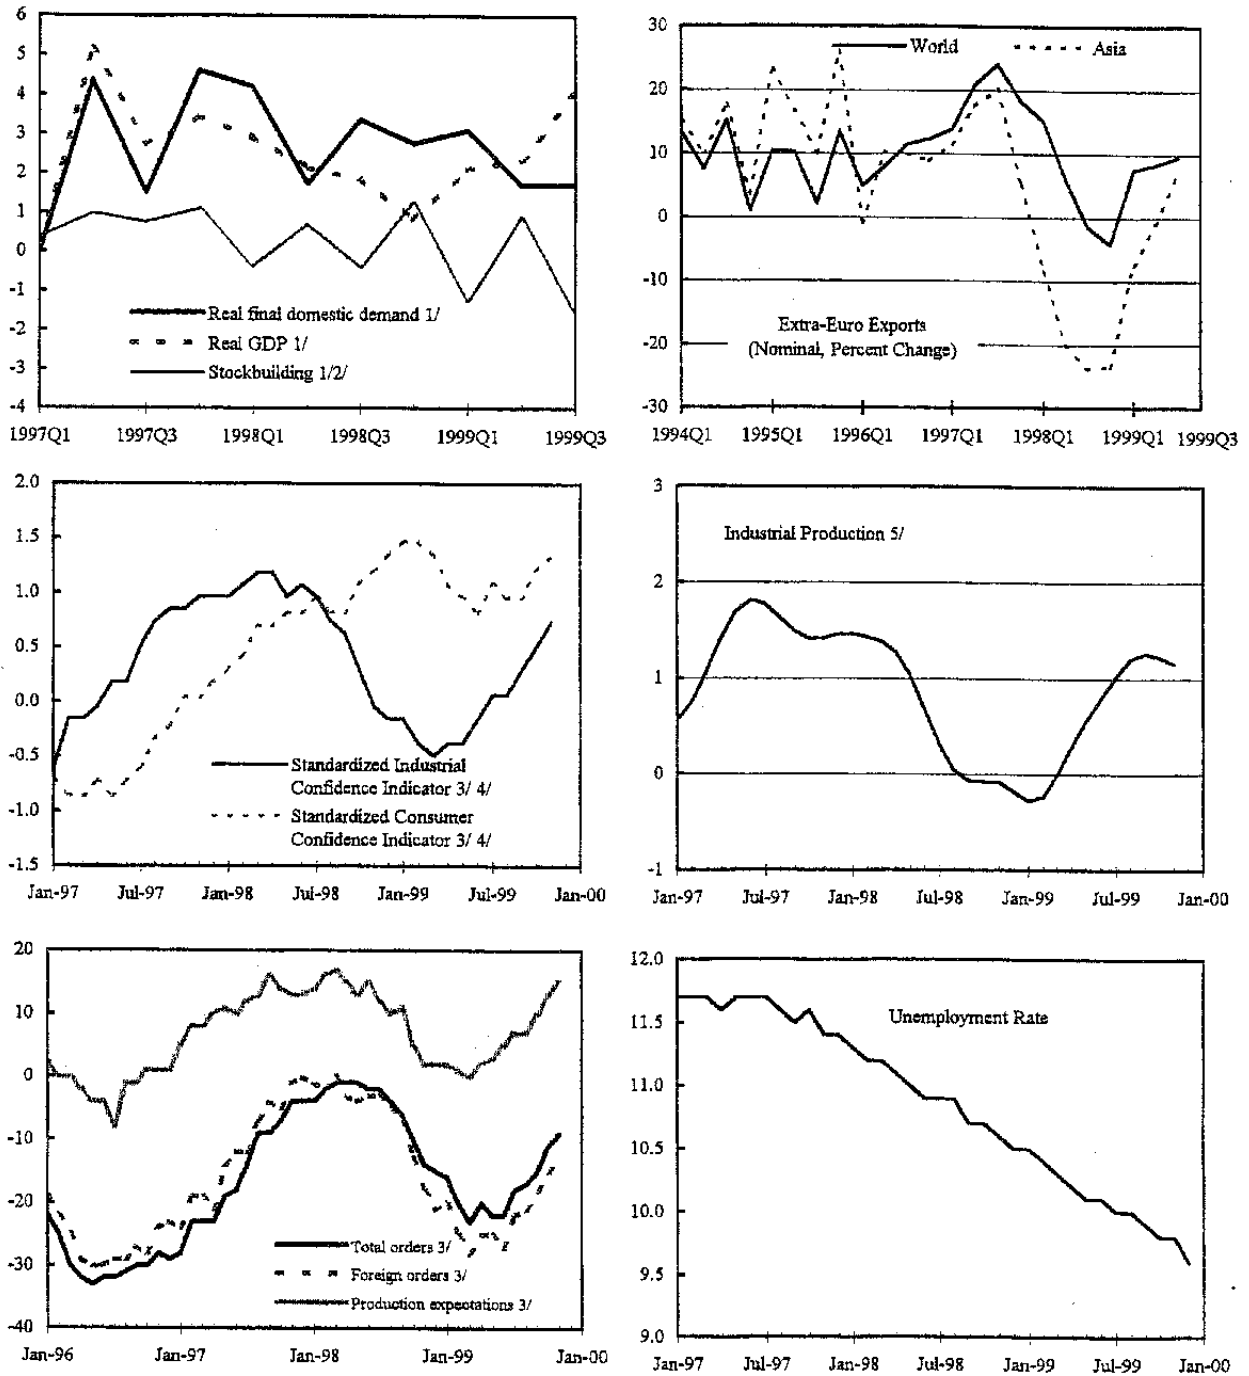 6
5
4
3
2
1
0
-1
-2
-3
-4
Real final domestic demand 1/
Real GDP 1/
Stockbuilding 1/2/
1997Q1 1997Q3 1998Q1 1998Q3 1999Q1 1999Q3
30
20
10
0
-10
-20
-30
World Asia
Extra-Euro Exports
(Nominal, Percent Change)
1994Q1 1995Q1 1996Q1 1997Q1 1998Q1 1999Q1 1999Q3
2.0
1.5
1.0
0.5
0.0
-0.5
-1.0
-1.5
Standardized Industrial
Confidence Indicator 3/ 4/
Standardized Consumer
Confidence Indicator 3/ 4/
Jan-97 Jul-97 Jan-98 Jul-98 Jan-99 Jul-99 Jan-00
3
2
1
0
-1
Industrial Production 5/
Jan-97 Jul-97 Jan-98 Jul-98 Jan-99 Jul-99 Jan-00
20
10
0
-10
-20
-30
-40
Total orders 3/
Foreign orders 3/
Production expectations 3/
Jan-96 Jan-97 Jan-98 Jan-99 Jan-00
12.0
11.5
11.0
10.5
10.0
9.5
9.0
Unemployment Rate
Jan-97 Jul-97 Jan-98 Jul-98 Jan-99 Jul-99 Jan-00